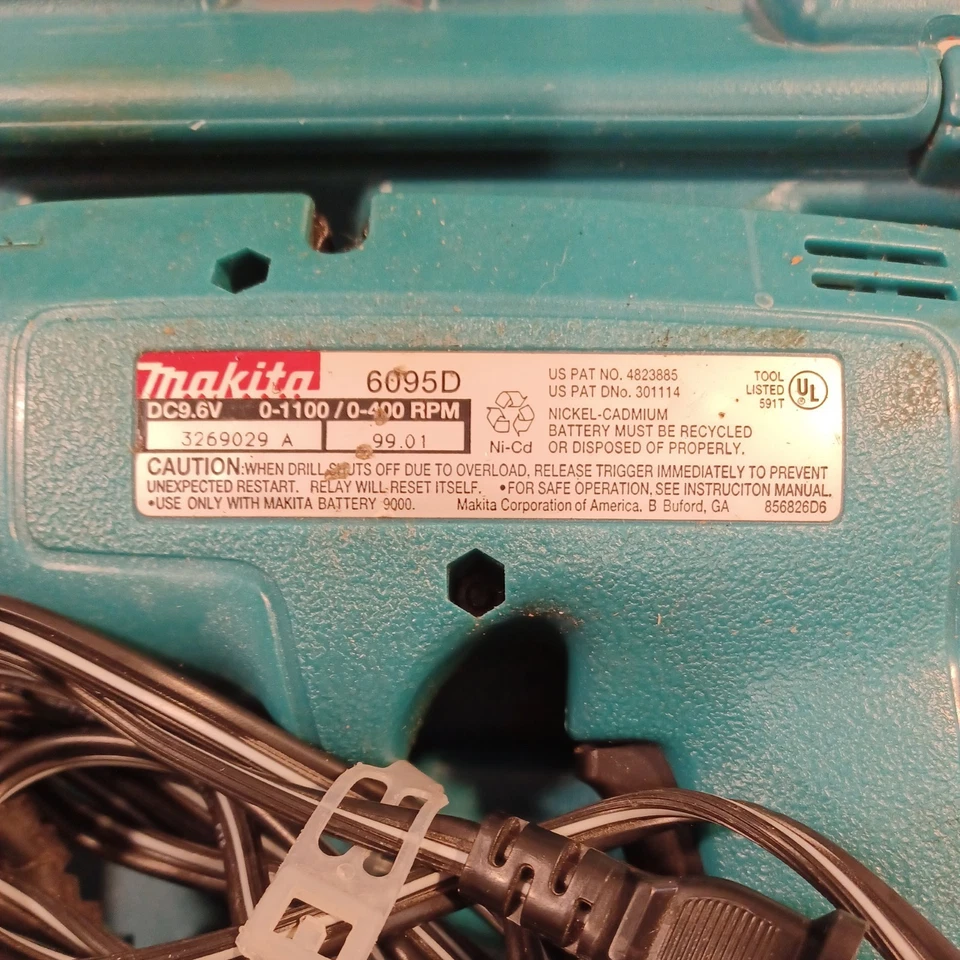 makita 6095D
DC9.6V 0-1100 / 0-400 RPM
3269029 A 99.01
Ni-Cd
US PAT NO. 4823885
US PAT DNo. 301114
NICKEL-CADMIUM
BATTERY MUST BE RECYCLED
OR DISPOSED OF PROPERLY.
TOOL
LISTED
591T
UL
CAUTION:WHEN DRILL SHUTS OFF DUE TO OVERLOAD, RELEASE TRIGGER IMMEDIATELY TO PREVENT
UNEXPECTED RESTART. RELAY WILL RESET ITSELF. •FOR SAFE OPERATION, SEE INSTRUCITON MANUAL.
•USE ONLY WITH MAKITA BATTERY 9000. Makita Corporation of America. B Buford, GA 856826D6